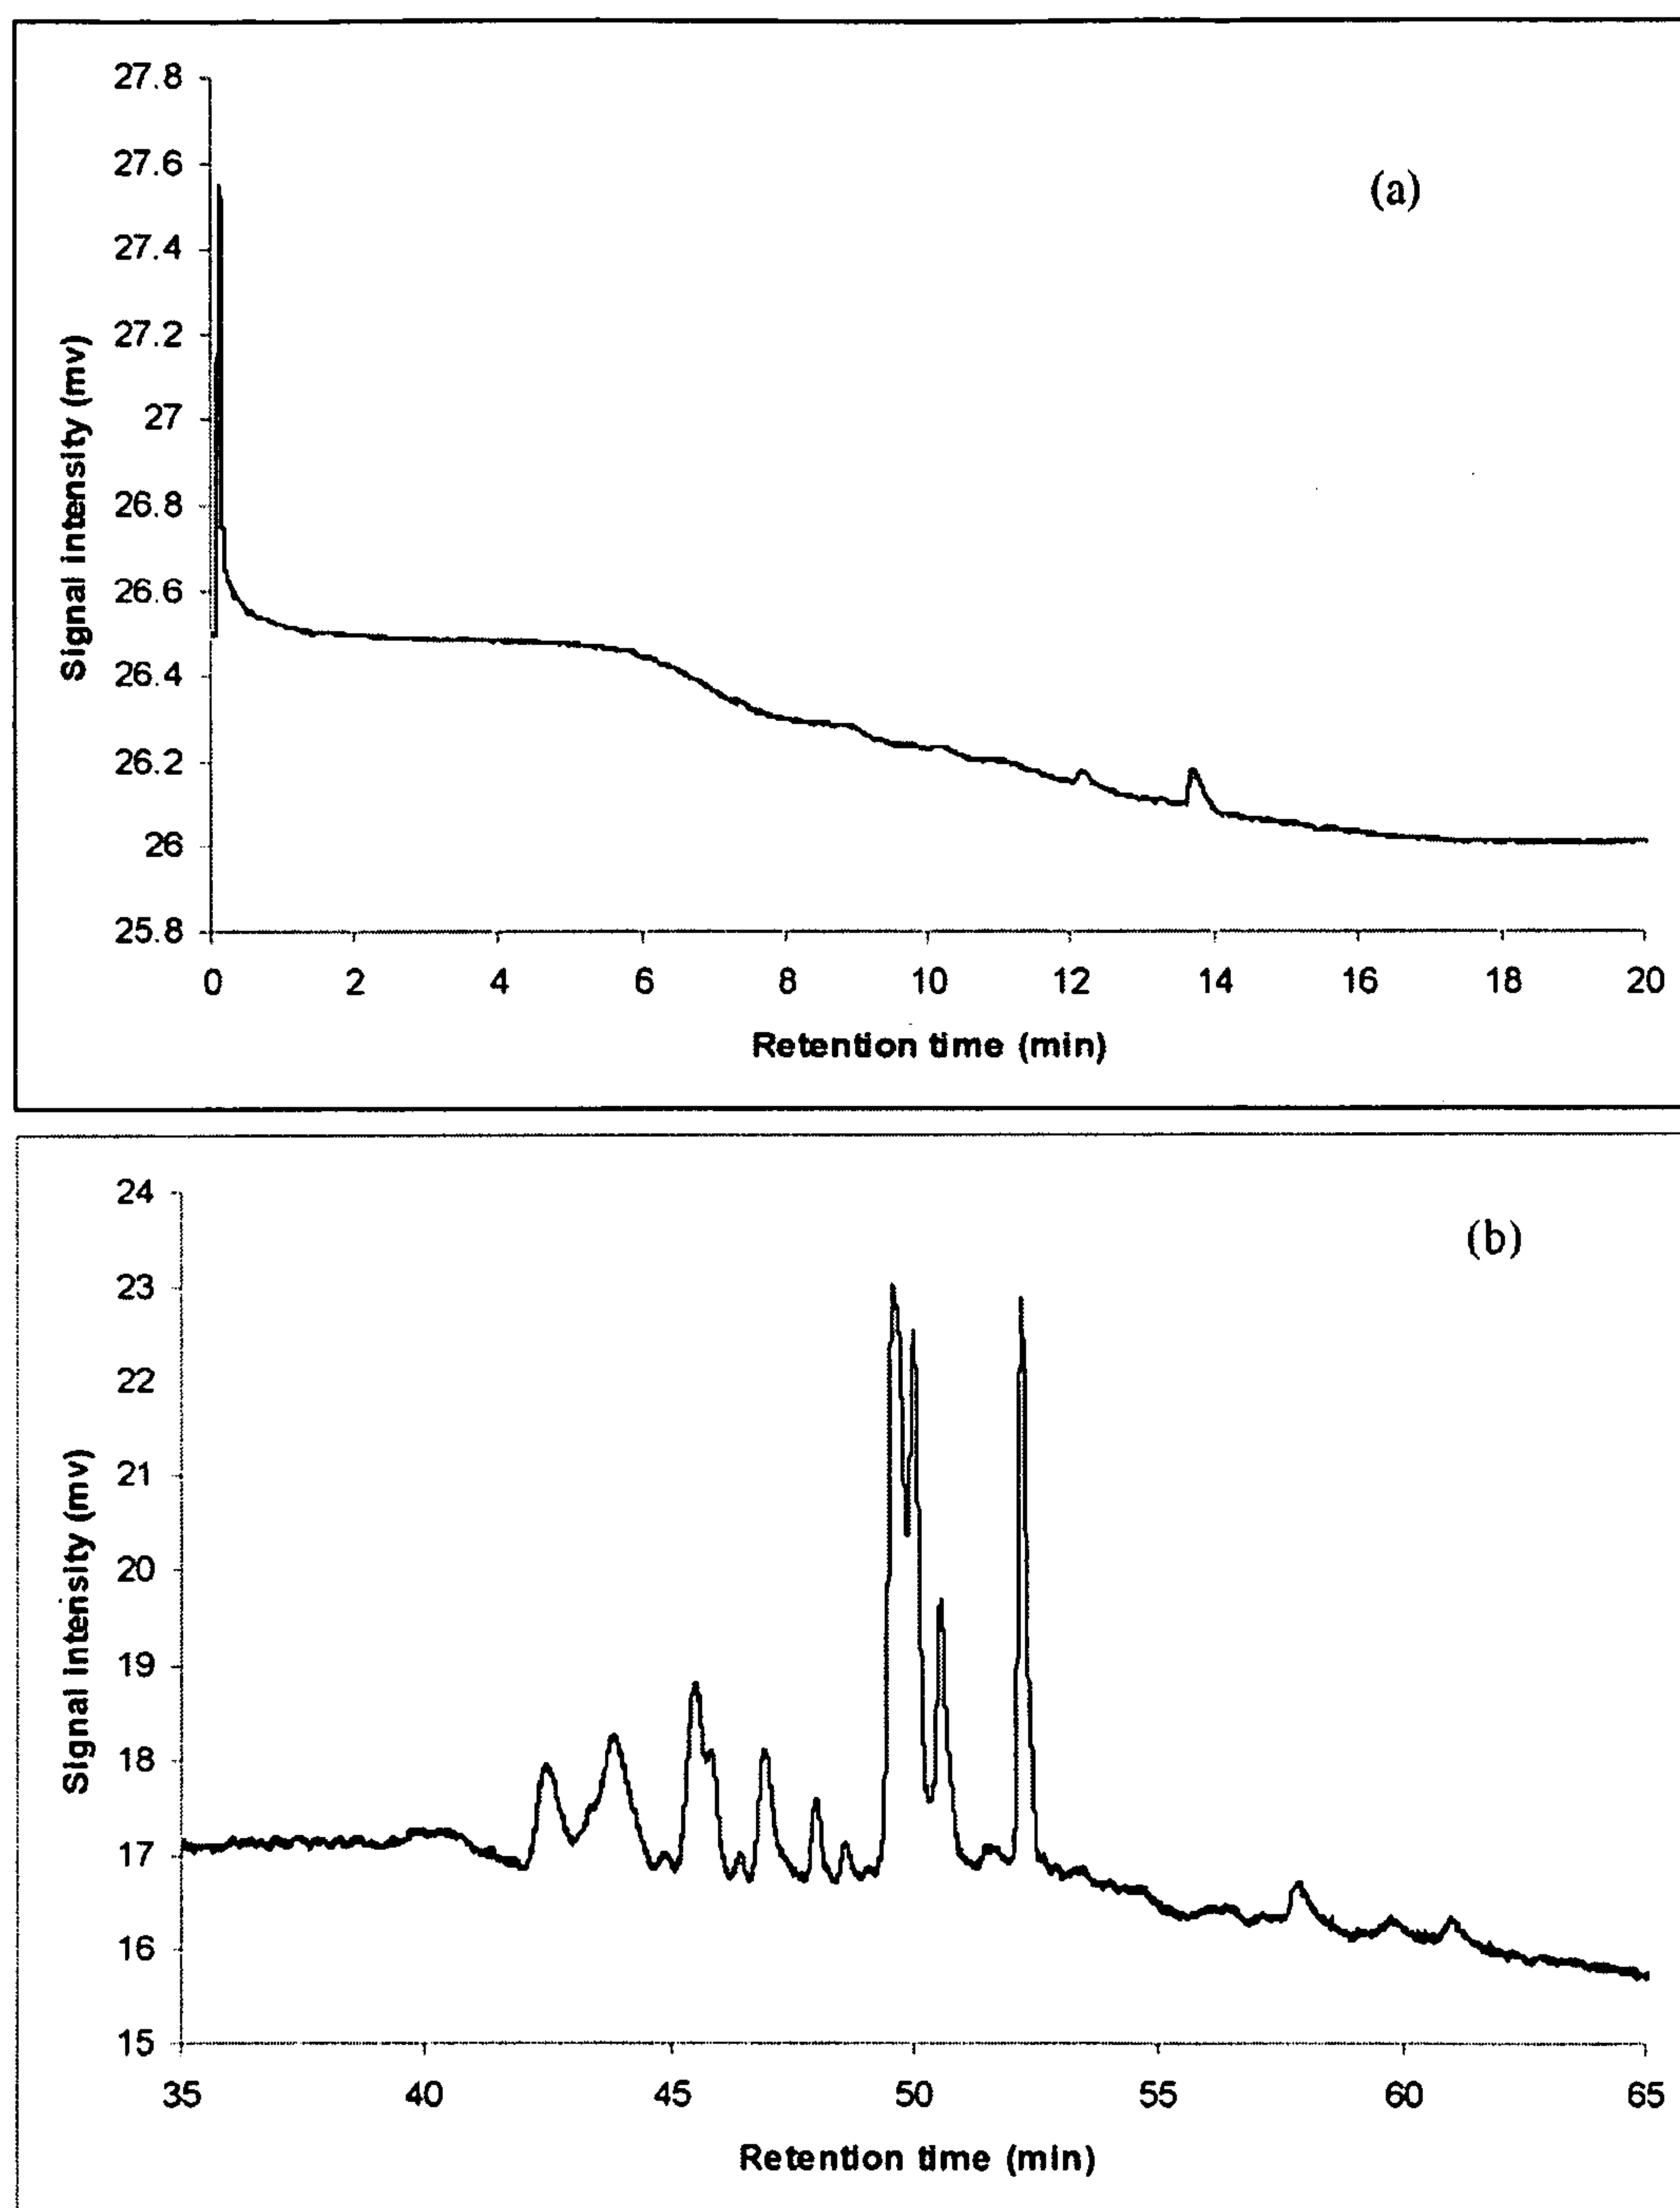 27.8
27.6
(a)
27.4
27.2
27
26.8
26.6
26.4
26.2
26
25.8
Signal intensity (mv)
0 2 4 6 8 10 12 14 16 18 20
Retention time (min)
24
(b)
23
22
21
20
19
18
17
16
15
Signal intensity (mv)
35 40 45 50 55 60 65
Retention time (min)